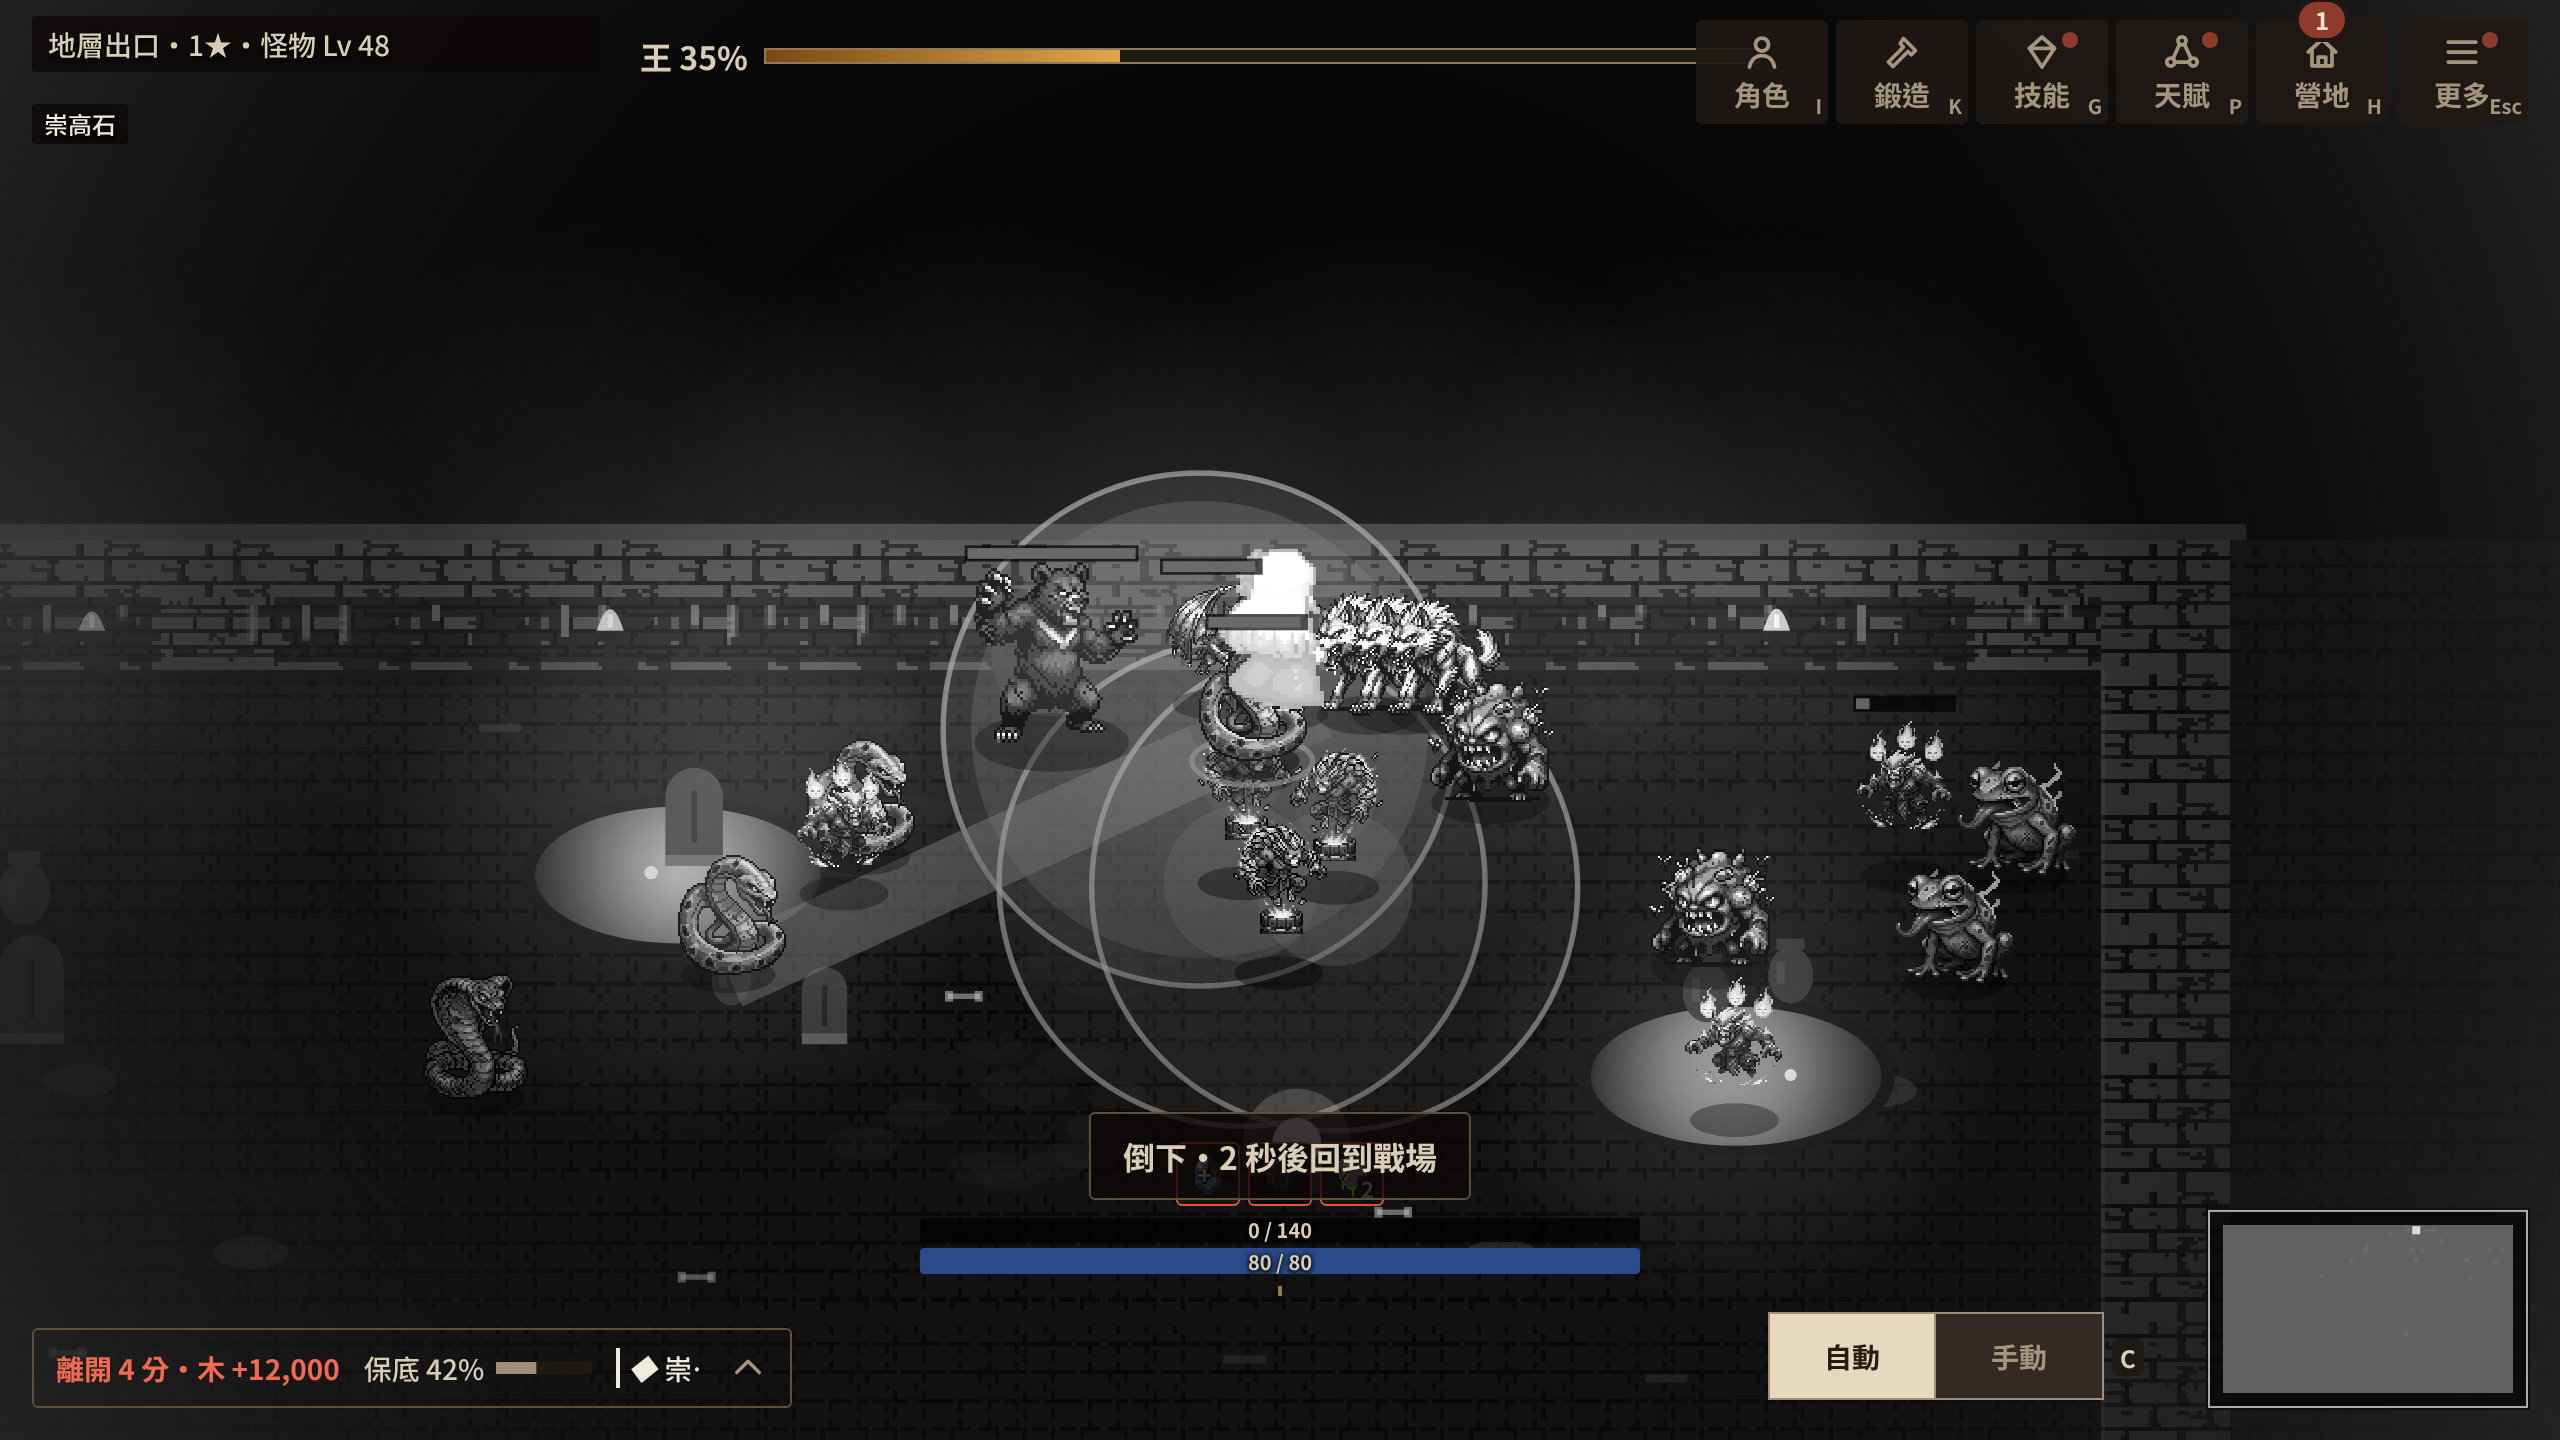 地層出口・1★・怪物 Lv 48
崇高石
王 35%
角色 I
鍛造 K
技能 G
天賦 P
1
營地 H
更多 Esc
倒下・2 秒後回到戰場
2
0 / 140
80 / 80
離開 4 分・木 +12,000 保底 42% 崇·
自動 手動 C